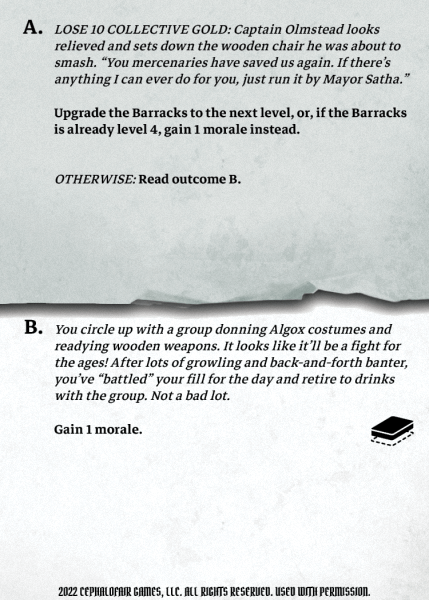 A. LOSE 10 COLLECTIVE GOLD: Captain Olmstead looks
relieved and sets down the wooden chair he was about to
smash. “You mercenaries have saved us again. If there’s
anything I can ever do for you, just run it by Mayor Satha.”
Upgrade the Barracks to the next level, or, if the Barracks
is already level 4, gain 1 morale instead.
OTHERWISE: Read outcome B.
B. You circle up with a group donning Algox costumes and
readying wooden weapons. It looks like it’ll be a fight for
the ages! After lots of growling and back-and-forth banter,
you’ve “battled” your fill for the day and retire to drinks
with the group. Not a bad lot.
Gain 1 morale.
2022 CEPHALOFAIR GAMES, LLC. ALL RIGHTS RESERVED. USED WITH PERMISSION.